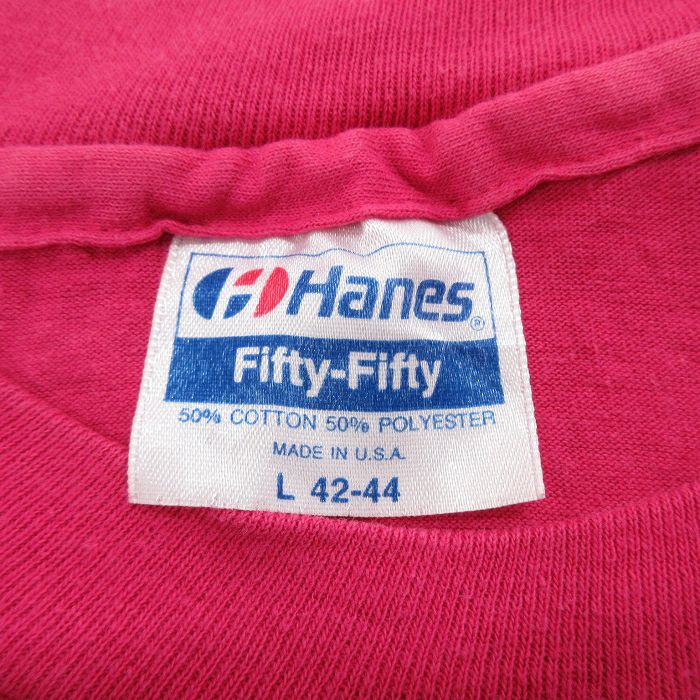 Hanes®
Fifty-Fifty
50% COTTON 50% POLYESTER
MADE IN U.S.A.
L 42-44